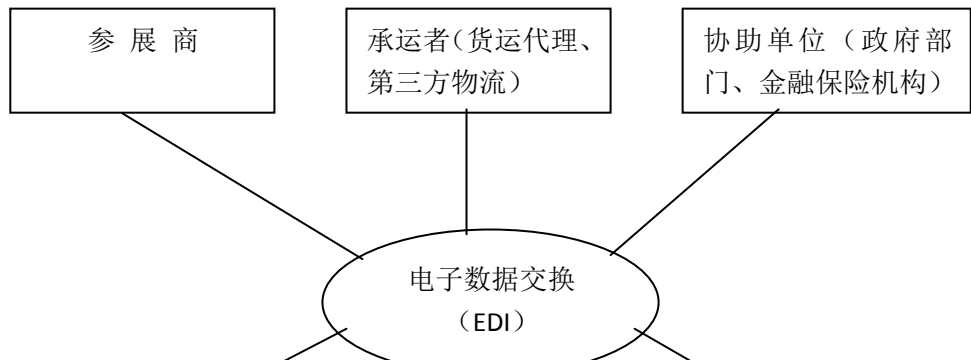 参 展 商
承运者（货运代理、
第三方物流）
协助单位（政府部
门、金融保险机构）
电子数据交换
（EDI）